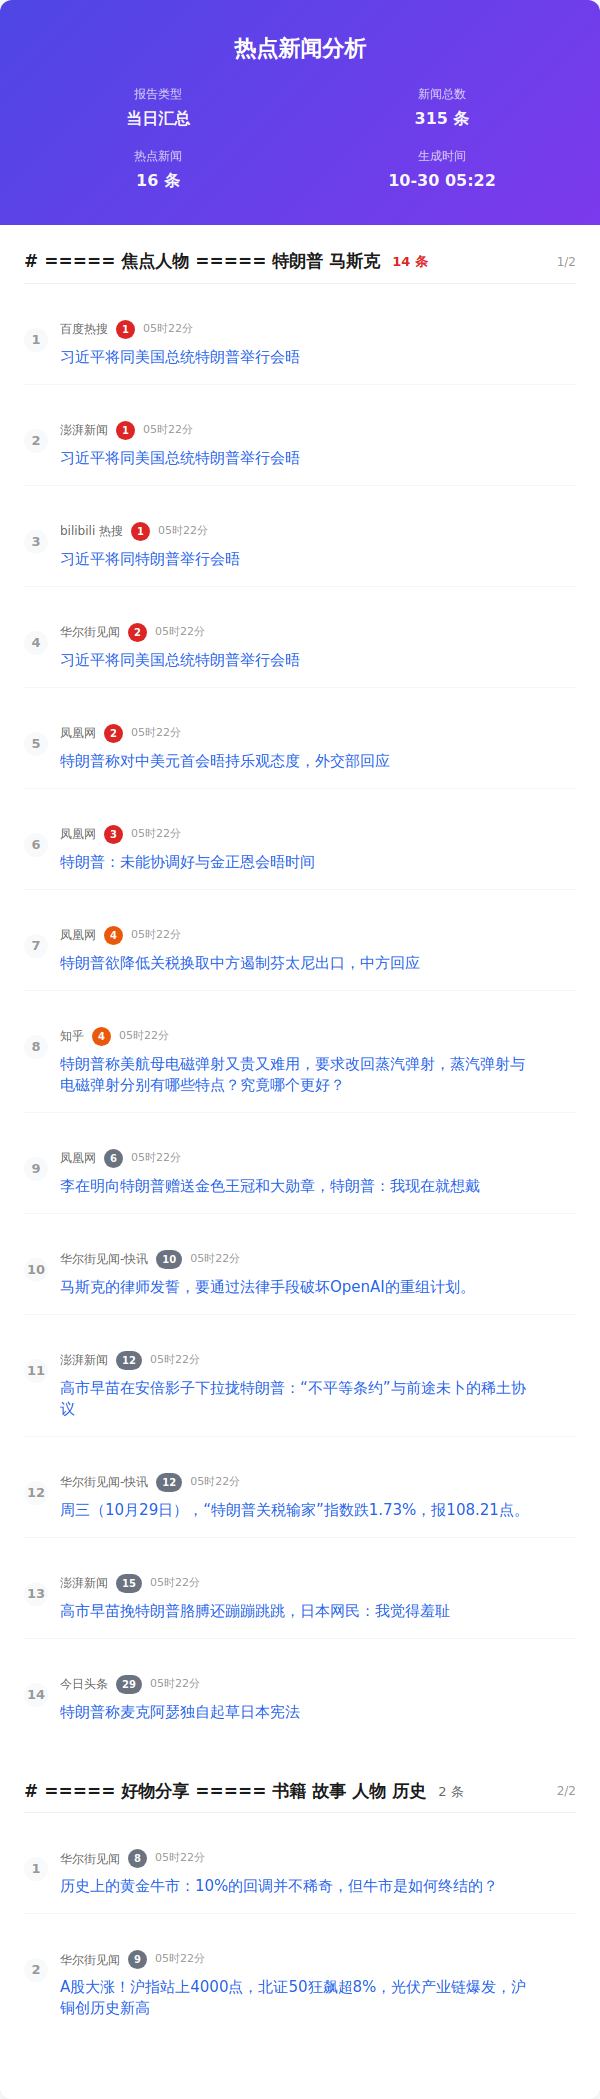 热点新闻分析
报告类型
当日汇总
新闻总数
315 条
热点新闻
16 条
生成时间
10-30 05:22
# ===== 焦点人物 ===== 特朗普 马斯克 14 条 1/2
1
百度热搜 1 05时22分
习近平将同美国总统特朗普举行会晤
2
澎湃新闻 1 05时22分
习近平将同美国总统特朗普举行会晤
3
bilibili 热搜 1 05时22分
习近平将同特朗普举行会晤
4
华尔街见闻 2 05时22分
习近平将同美国总统特朗普举行会晤
5
凤凰网 2 05时22分
特朗普称对中美元首会晤持乐观态度，外交部回应
6
凤凰网 3 05时22分
特朗普：未能协调好与金正恩会晤时间
7
凤凰网 4 05时22分
特朗普欲降低关税换取中方遏制芬太尼出口，中方回应
8
知乎 4 05时22分
特朗普称美航母电磁弹射又贵又难用，要求改回蒸汽弹射，蒸汽弹射与
电磁弹射分别有哪些特点？究竟哪个更好？
9
凤凰网 6 05时22分
李在明向特朗普赠送金色王冠和大勋章，特朗普：我现在就想戴
10
华尔街见闻-快讯 10 05时22分
马斯克的律师发誓，要通过法律手段破坏OpenAI的重组计划。
11
澎湃新闻 12 05时22分
高市早苗在安倍影子下拉拢特朗普：“不平等条约”与前途未卜的稀土协
议
12
华尔街见闻-快讯 12 05时22分
周三（10月29日），“特朗普关税输家”指数跌1.73%，报108.21点。
13
澎湃新闻 15 05时22分
高市早苗挽特朗普胳膊还蹦蹦跳跳，日本网民：我觉得羞耻
14
今日头条 29 05时22分
特朗普称麦克阿瑟独自起草日本宪法
# ===== 好物分享 ===== 书籍 故事 人物 历史 2 条 2/2
1
华尔街见闻 8 05时22分
历史上的黄金牛市：10%的回调并不稀奇，但牛市是如何终结的？
2
华尔街见闻 9 05时22分
A股大涨！沪指站上4000点，北证50狂飙超8%，光伏产业链爆发，沪
铜创历史新高